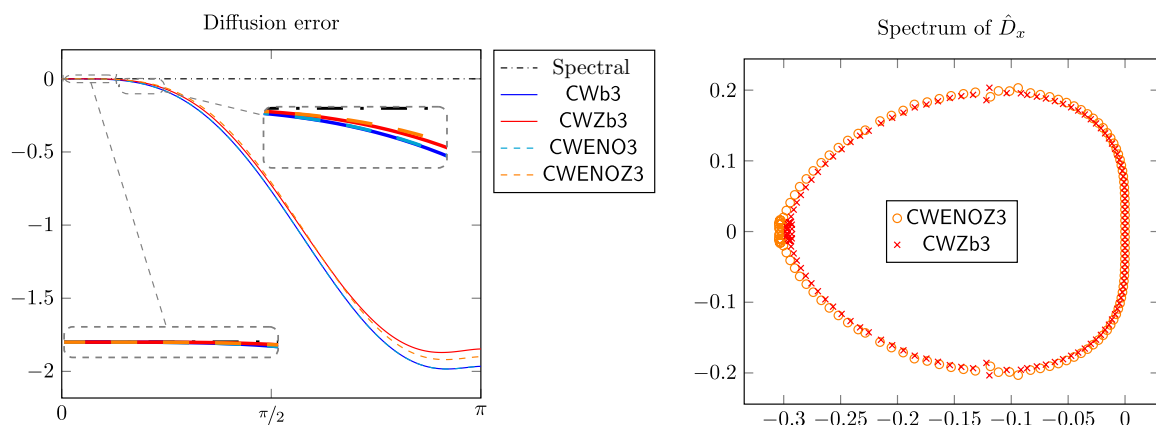 Diffusion error
0
−0.5
−1
−1.5
−2
0
π/2
π
Spectral
CWb3
CWZb3
CWENO3
CWENOZ3
Spectrum of D̂ₓ
0.2
0.1
0
−0.1
−0.2
−0.3
−0.25
−0.2
−0.15
−0.1
−0.05
0
CWENOZ3
CWZb3